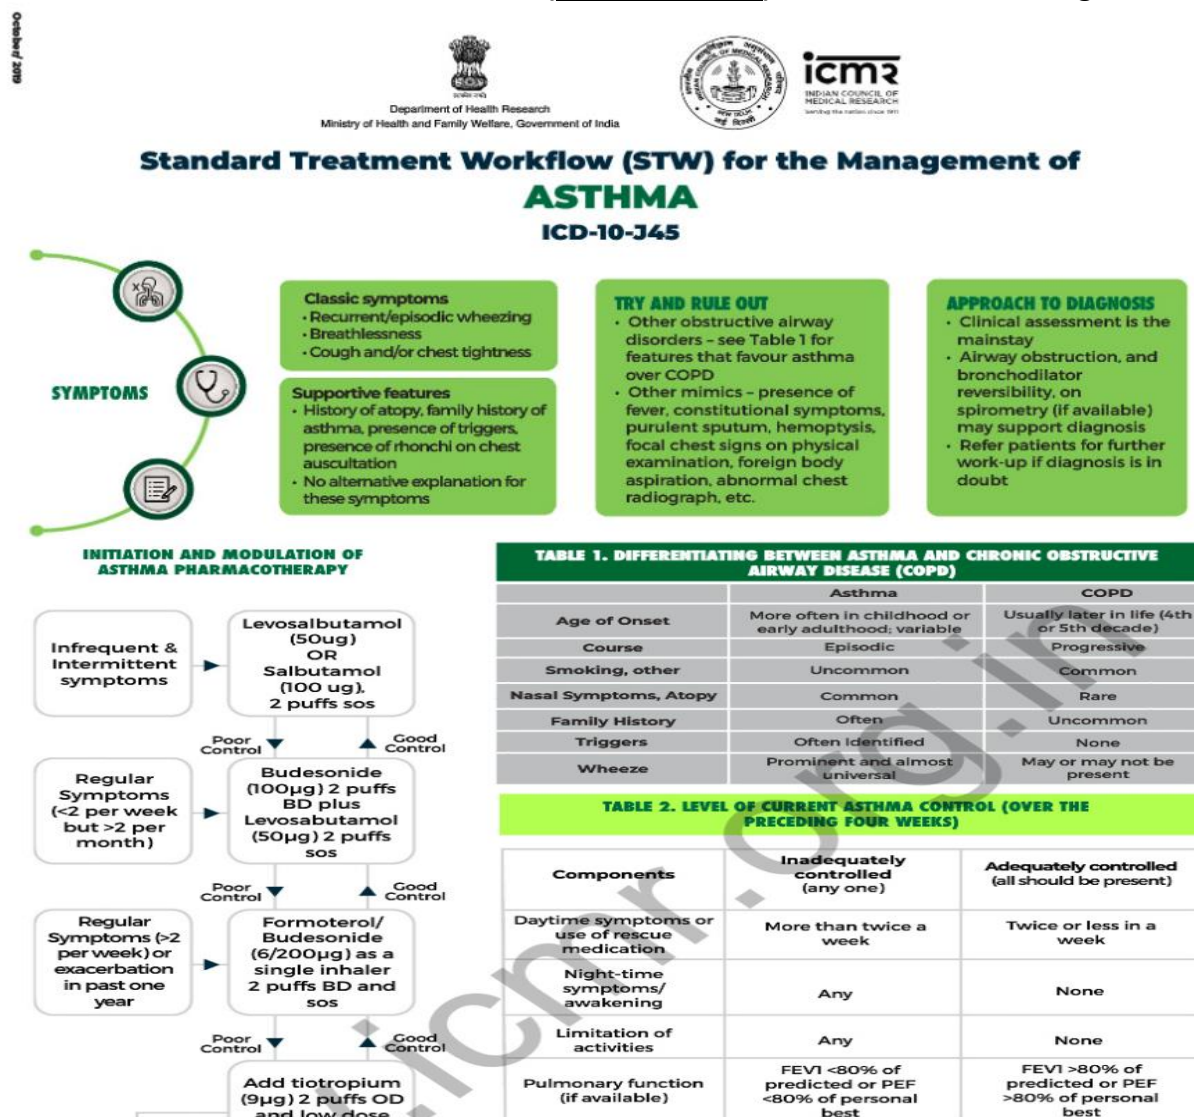 October/ 2019
Department of Health Research
Ministry of Health and Family Welfare, Government of India
icmr
INDIAN COUNCIL OF
MEDICAL RESEARCH
Serving the nation since 1911
Standard Treatment Workflow (STW) for the Management of
ASTHMA
ICD-10-J45
SYMPTOMS
Classic symptoms
• Recurrent/episodic wheezing
• Breathlessness
• Cough and/or chest tightness
Supportive features
• History of atopy, family history of
asthma, presence of triggers,
presence of rhonchi on chest
auscultation
• No alternative explanation for
these symptoms
TRY AND RULE OUT
• Other obstructive airway
disorders – see Table 1 for
features that favour asthma
over COPD
• Other mimics – presence of
fever, constitutional symptoms,
purulent sputum, hemoptysis,
focal chest signs on physical
examination, foreign body
aspiration, abnormal chest
radiograph, etc.
APPROACH TO DIAGNOSIS
• Clinical assessment is the
mainstay
• Airway obstruction, and
bronchodilator
reversibility, on
spirometry (if available)
may support diagnosis
• Refer patients for further
work-up if diagnosis is in
doubt
INITIATION AND MODULATION OF
ASTHMA PHARMACOTHERAPY
Infrequent &
Intermittent
symptoms
Levosalbutamol
(50ug)
OR
Salbutamol
(100 ug),
2 puffs sos
Poor
Control
Good
Control
Regular
Symptoms
(<2 per week
but >2 per
month)
Budesonide
(100µg) 2 puffs
BD plus
Levosabutamol
(50µg) 2 puffs
sos
Poor
Control
Good
Control
Regular
Symptoms (>2
per week) or
exacerbation
in past one
year
Formoterol/
Budesonide
(6/200µg) as a
single inhaler
2 puffs BD and
sos
Poor
Control
Good
Control
Add tiotropium
(9µg) 2 puffs OD
and low dose
TABLE 1. DIFFERENTIATING BETWEEN ASTHMA AND CHRONIC OBSTRUCTIVE
AIRWAY DISEASE (COPD)
Asthma COPD
Age of Onset More often in childhood or early adulthood; variable Usually later in life (4th or 5th decade)
Course Episodic Progressive
Smoking, other Uncommon Common
Nasal Symptoms, Atopy Common Rare
Family History Often Uncommon
Triggers Often Identified None
Wheeze Prominent and almost universal May or may not be present
TABLE 2. LEVEL OF CURRENT ASTHMA CONTROL (OVER THE
PRECEDING FOUR WEEKS)
Components Inadequately controlled (any one) Adequately controlled (all should be present)
Daytime symptoms or use of rescue medication More than twice a week Twice or less in a week
Night-time symptoms/ awakening Any None
Limitation of activities Any None
Pulmonary function (if available) FEV1 <80% of predicted or PEF <80% of personal best FEV1 >80% of predicted or PEF >80% of personal best
.icmr.org.in